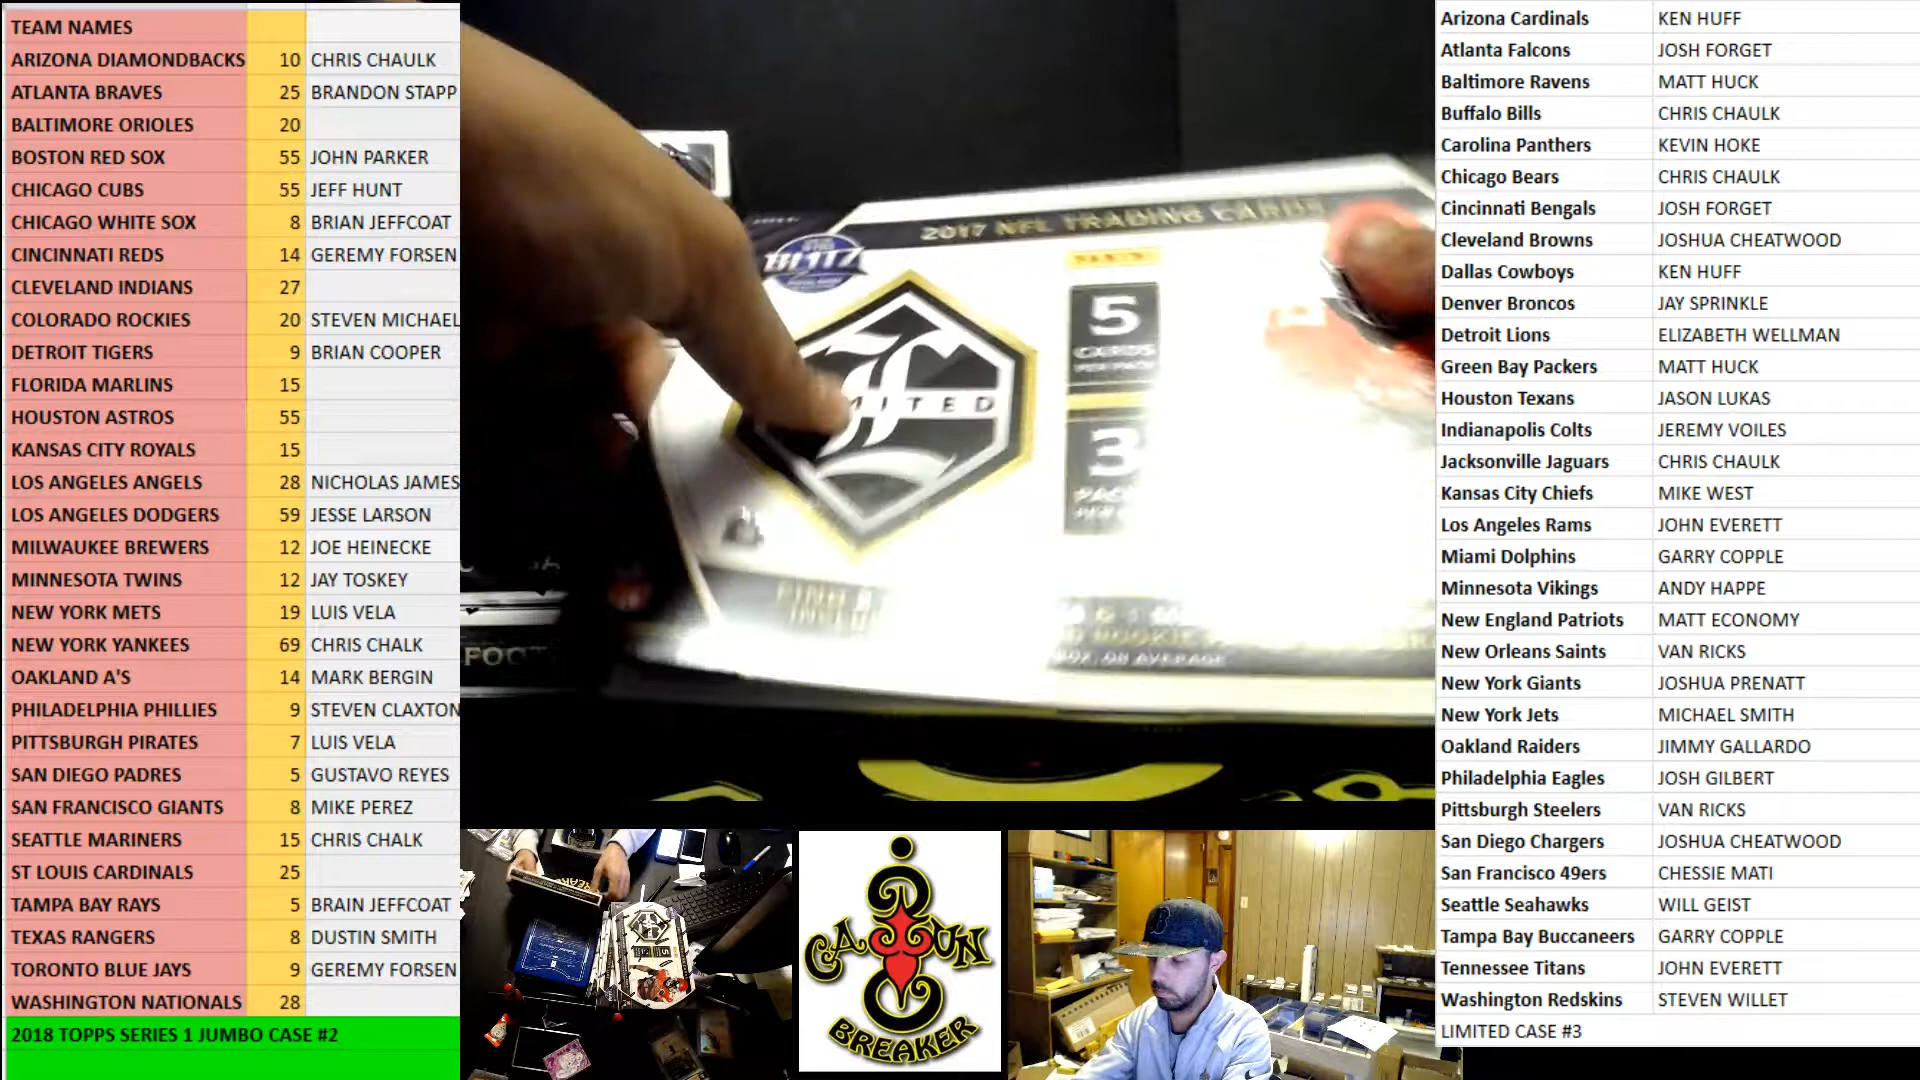 TEAM NAMES
ARIZONA DIAMONDBACKS 10 CHRIS CHAULK
ATLANTA BRAVES 25 BRANDON STAPP
BALTIMORE ORIOLES 20
BOSTON RED SOX 55 JOHN PARKER
CHICAGO CUBS 55 JEFF HUNT
CHICAGO WHITE SOX 8 BRIAN JEFFCOAT
CINCINNATI REDS 14 GEREMY FORSEN
CLEVELAND INDIANS 27
COLORADO ROCKIES 20 STEVEN MICHAEL
DETROIT TIGERS 9 BRIAN COOPER
FLORIDA MARLINS 15
HOUSTON ASTROS 55
KANSAS CITY ROYALS 15
LOS ANGELES ANGELS 28 NICHOLAS JAMES
LOS ANGELES DODGERS 59 JESSE LARSON
MILWAUKEE BREWERS 12 JOE HEINECKE
MINNESOTA TWINS 12 JAY TOSKEY
NEW YORK METS 19 LUIS VELA
NEW YORK YANKEES 69 CHRIS CHALK
OAKLAND A'S 14 MARK BERGIN
PHILADELPHIA PHILLIES 9 STEVEN CLAXTON
PITTSBURGH PIRATES 7 LUIS VELA
SAN DIEGO PADRES 5 GUSTAVO REYES
SAN FRANCISCO GIANTS 8 MIKE PEREZ
SEATTLE MARINERS 15 CHRIS CHALK
ST LOUIS CARDINALS 25
TAMPA BAY RAYS 5 BRAIN JEFFCOAT
TEXAS RANGERS 8 DUSTIN SMITH
TORONTO BLUE JAYS 9 GEREMY FORSEN
WASHINGTON NATIONALS 28
2018 TOPPS SERIES 1 JUMBO CASE #2
2017 NFL TRADING CARDS
BLITZ
PANINI
5
CARDS
PER PACK
3
BOX, ON AVERAGE
CAJUN
BREAKER
Arizona Cardinals KEN HUFF
Atlanta Falcons JOSH FORGET
Baltimore Ravens MATT HUCK
Buffalo Bills CHRIS CHAULK
Carolina Panthers KEVIN HOKE
Chicago Bears CHRIS CHAULK
Cincinnati Bengals JOSH FORGET
Cleveland Browns JOSHUA CHEATWOOD
Dallas Cowboys KEN HUFF
Denver Broncos JAY SPRINKLE
Detroit Lions ELIZABETH WELLMAN
Green Bay Packers MATT HUCK
Houston Texans JASON LUKAS
Indianapolis Colts JEREMY VOILES
Jacksonville Jaguars CHRIS CHAULK
Kansas City Chiefs MIKE WEST
Los Angeles Rams JOHN EVERETT
Miami Dolphins GARRY COPPLE
Minnesota Vikings ANDY HAPPE
New England Patriots MATT ECONOMY
New Orleans Saints VAN RICKS
New York Giants JOSHUA PRENATT
New York Jets MICHAEL SMITH
Oakland Raiders JIMMY GALLARDO
Philadelphia Eagles JOSH GILBERT
Pittsburgh Steelers VAN RICKS
San Diego Chargers JOSHUA CHEATWOOD
San Francisco 49ers CHESSIE MATI
Seattle Seahawks WILL GEIST
Tampa Bay Buccaneers GARRY COPPLE
Tennessee Titans JOHN EVERETT
Washington Redskins STEVEN WILLET
LIMITED CASE #3